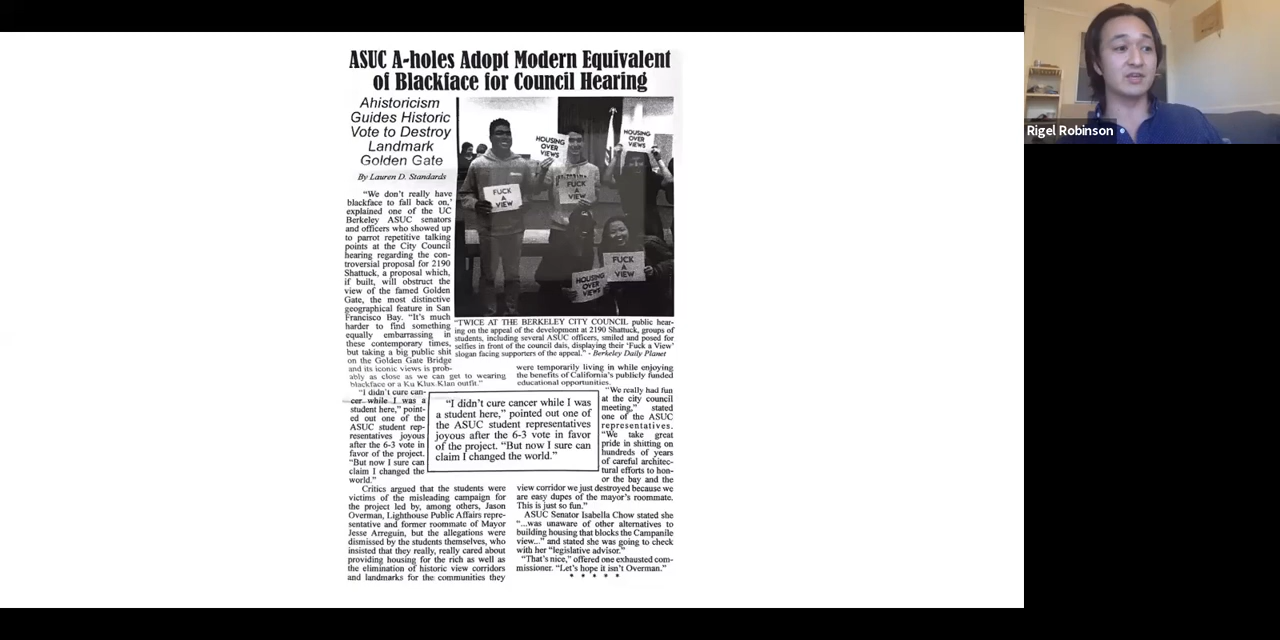 ASUC A-holes Adopt Modern Equivalent
of Blackface for Council Hearing
Ahistoricism
Guides Historic
Vote to Destroy
Landmark
Golden Gate
By Lauren D. Standards
"We don't really have
blackface to fall back on,'
explained one of the UC
Berkeley ASUC senators
and officers who showed up
to parrot repetitive talking
points at the City Council
hearing regarding the con-
troversial proposal for 2190
Shattuck, a proposal which,
if built, will obstruct the
view of the famed Golden
Gate, the most distinctive
geographical feature in San
Francisco Bay. "It's much
harder to find something
equally embarrassing in
these contemporary times,
but taking a big public shit
on the Golden Gate Bridge
and its iconic views is prob-
ably as close as we can get to wearing
blackface or a Ku Klux Klan outfit."
"I didn't cure can-
cer while I was a
student here," point-
ed out one of the
ASUC student rep-
resentatives joyous
after the 6-3 vote in
favor of the project.
"But now I sure can
claim I changed the
world."
Critics argued that the students were
victims of the misleading campaign for
the project led by, among others, Jason
Overman, Lighthouse Public Affairs repre-
sentative and former roommate of Mayor
Jesse Arreguin, but the allegations were
dismissed by the students themselves, who
insisted that they really, really cared about
providing housing for the rich as well as
the elimination of historic view corridors
and landmarks for the communities they
HOUSING
OVER
VIEWS
HOUSING
OVER
VIEWS
FUCK
A
VIEW
FUCK
A
VIEW
FUCK
A
VIEW
HOUSING
OVER
VIEWS
"TWICE AT THE BERKELEY CITY COUNCIL public hear-
ing on the appeal of the development at 2190 Shattuck, groups of
students, including several ASUC officers, smiled and posed for
selfies in front of the council dais, displaying their 'Fuck a View'
slogan facing supporters of the appeal." - Berkeley Daily Planet
were temporarily living in while enjoying
the benefits of California's publicly funded
educational opportunities.
"I didn't cure cancer while I was
a student here," pointed out one of
the ASUC student representatives
joyous after the 6-3 vote in favor
of the project. "But now I sure can
claim I changed the world."
"We really had fun
at the city council
meeting," stated
one of the ASUC
representatives.
"We take great
pride in shitting on
hundreds of years
of careful architec-
tural efforts to hon-
or the bay and the
view corridor we just destroyed because we
are easy dupes of the mayor's roommate.
This is just so fun."
ASUC Senator Isabella Chow stated she
"...was unaware of other alternatives to
building housing that blocks the Campanile
view..." and stated she was going to check
with her "legislative advisor."
"That's nice," offered one exhausted com-
missioner. "Let's hope it isn't Overman."
* * * * *
Rigel Robinson